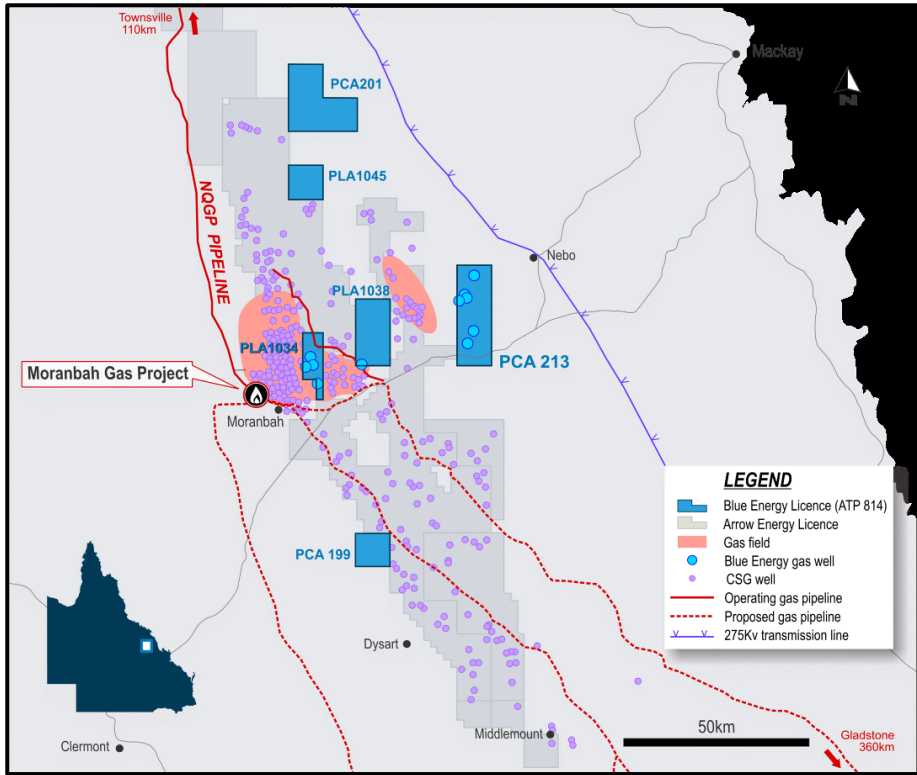 Townsville
110km
Mackay
PCA201
N
PLA1045
NQGP PIPELINE
Nebo
PLA1038
PLA1034
PCA 213
Moranbah Gas Project
Moranbah
LEGEND
Blue Energy Licence (ATP 814)
Arrow Energy Licence
Gas field
Blue Energy gas well
CSG well
Operating gas pipeline
Proposed gas pipeline
275Kv transmission line
PCA 199
Dysart
50km
Middlemount
Gladstone
360km
Clermont